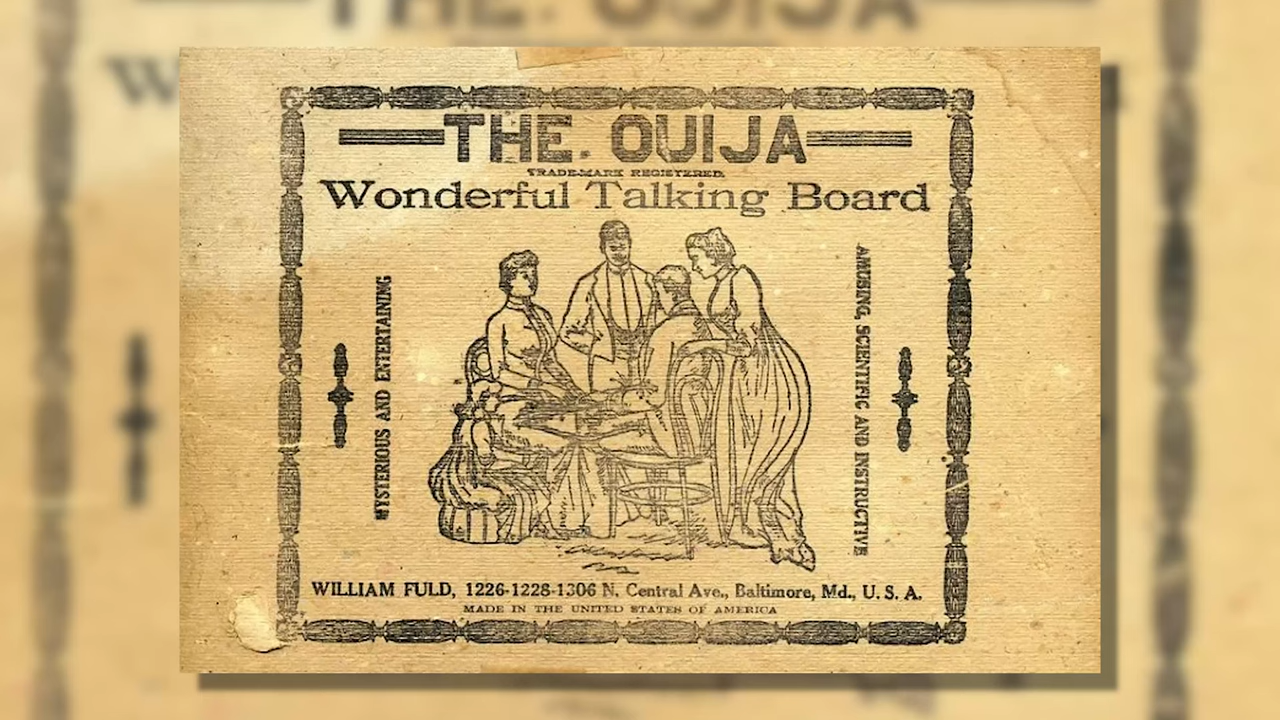 THE. OUIJA
TRADE-MARK REGISTERED.
Wonderful Talking Board
MYSTERIOUS AND ENTERTAINING
AMUSING, SCIENTIFIC AND INSTRUCTIVE
WILLIAM FULD, 1226-1228-1306 N. Central Ave., Baltimore, Md., U. S. A.
MADE IN THE UNITED STATES OF AMERICA